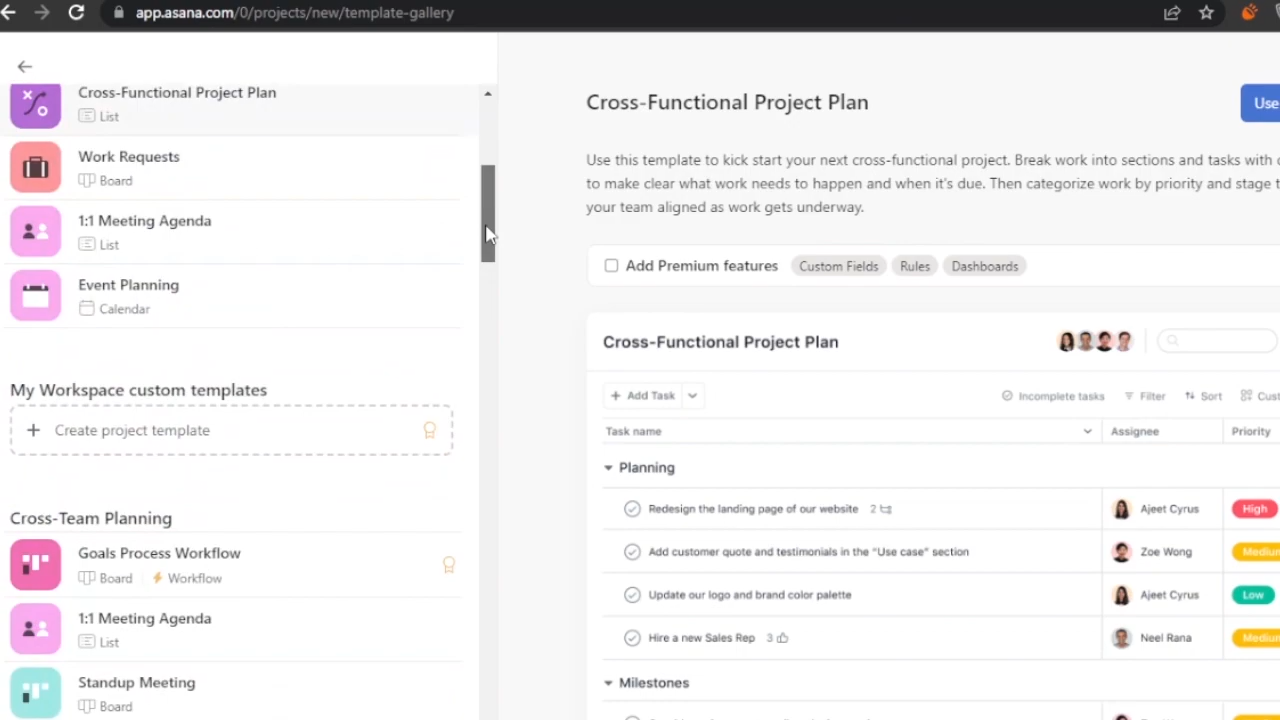 app.asana.com/0/projects/new/template-gallery
Cross-Functional Project Plan
List
Work Requests
Board
1:1 Meeting Agenda
List
Event Planning
Calendar
My Workspace custom templates
Create project template
Cross-Team Planning
Goals Process Workflow
Board
Workflow
1:1 Meeting Agenda
List
Standup Meeting
Board
Cross-Functional Project Plan
Use
Use this template to kick start your next cross-functional project. Break work into sections and tasks with
to make clear what work needs to happen and when it's due. Then categorize work by priority and stage
your team aligned as work gets underway.
Add Premium features Custom Fields Rules Dashboards
Cross-Functional Project Plan
+ Add Task Incomplete tasks Filter Sort
Task name Assignee Priority
Planning
Redesign the landing page of our website 2 Ajeet Cyrus High
Add customer quote and testimonials in the "Use case" section Zoe Wong
Update our logo and brand color palette Ajeet Cyrus Low
Hire a new Sales Rep 3 Neel Rana
Milestones